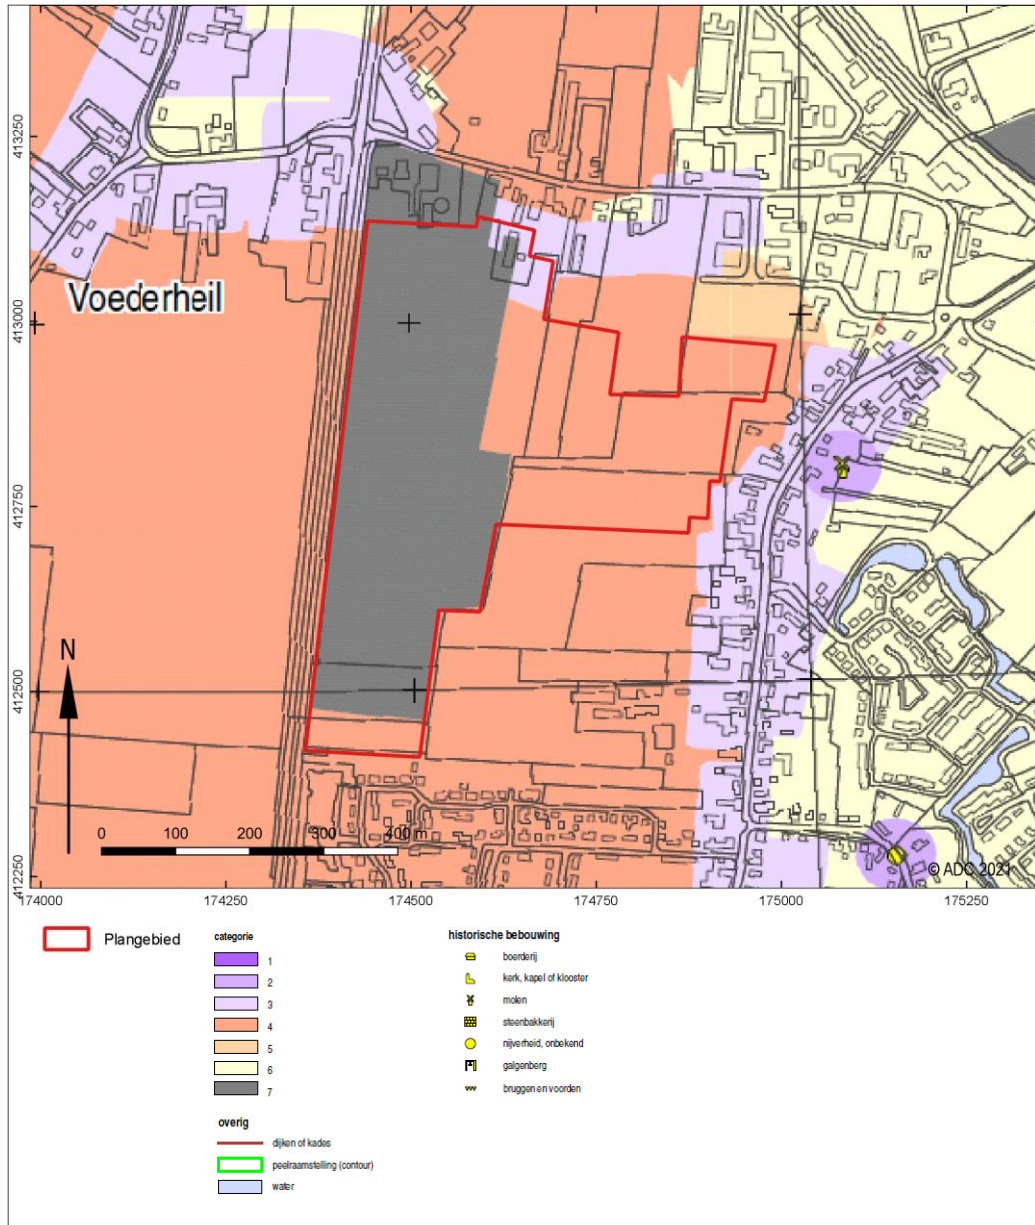 413250
413000
412750
412500
412250
Voederheil
N
0 100 200 300 400 m
© ADC 2021
174000 174250 174500 174750 175000 175250
Plangebied
categorie
1
2
3
4
5
6
7
historische bebouwing
boerderij
kerk, kapel of klooster
molen
steenbakkerij
nijverheid, onbekend
galgenberg
bruggen en voorden
overig
dijken of kades
peelraamstelling (contour)
water